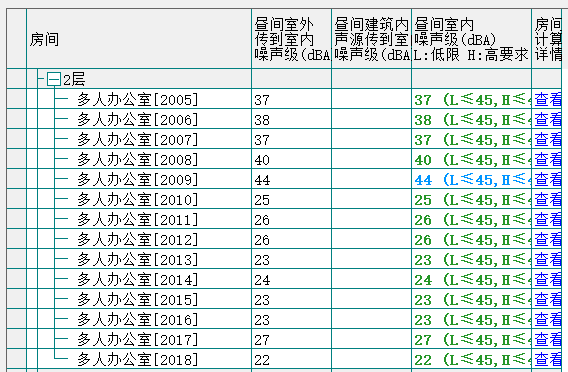 房间 昼间室外传到室内噪声级(dBA 昼间建筑内声源传到室噪声级(dBA 昼间室内噪声级(dBA) L:低限 H:高要求 房间计算详情
2层
多人办公室[2005] 37 37 (L≤45,H≤ 查看
多人办公室[2006] 38 38 (L≤45,H≤ 查看
多人办公室[2007] 37 37 (L≤45,H≤ 查看
多人办公室[2008] 40 40 (L≤45,H≤ 查看
多人办公室[2009] 44 44 (L≤45,H≤ 查看
多人办公室[2010] 25 25 (L≤45,H≤ 查看
多人办公室[2011] 26 26 (L≤45,H≤ 查看
多人办公室[2012] 26 26 (L≤45,H≤ 查看
多人办公室[2013] 23 23 (L≤45,H≤ 查看
多人办公室[2014] 24 24 (L≤45,H≤ 查看
多人办公室[2015] 23 23 (L≤45,H≤ 查看
多人办公室[2016] 23 23 (L≤45,H≤ 查看
多人办公室[2017] 27 27 (L≤45,H≤ 查看
多人办公室[2018] 22 22 (L≤45,H≤ 查看